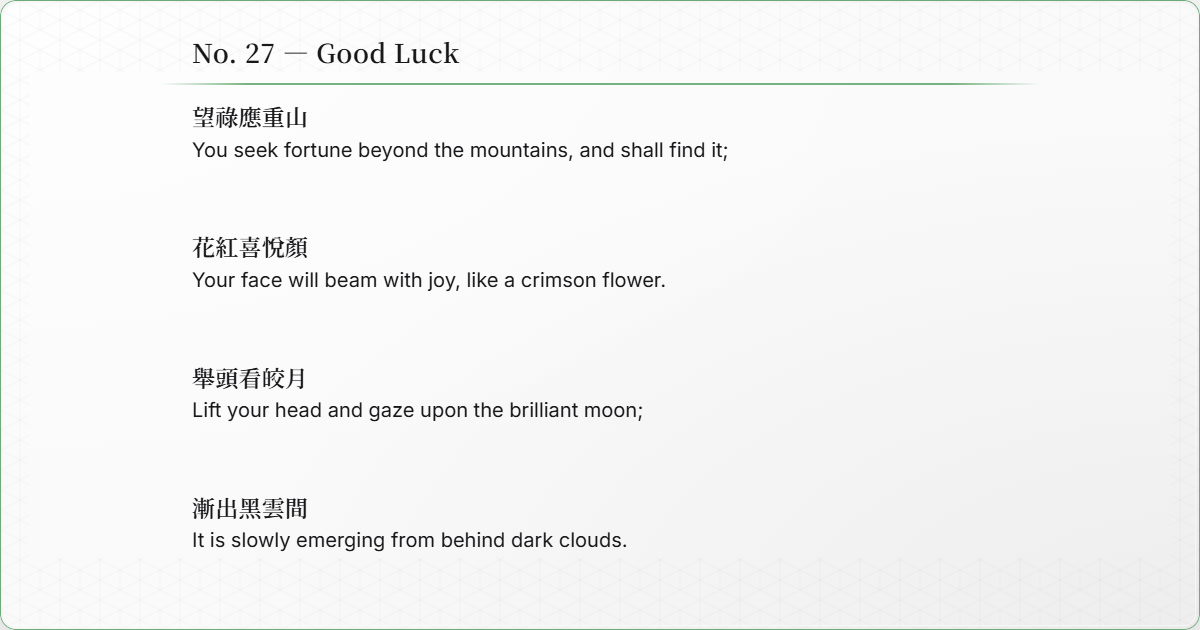 No. 27 — Good Luck
望祿應重山
You seek fortune beyond the mountains, and shall find it;
花紅喜悅顏
Your face will beam with joy, like a crimson flower.
舉頭看皎月
Lift your head and gaze upon the brilliant moon;
漸出黑雲間
It is slowly emerging from behind dark clouds.